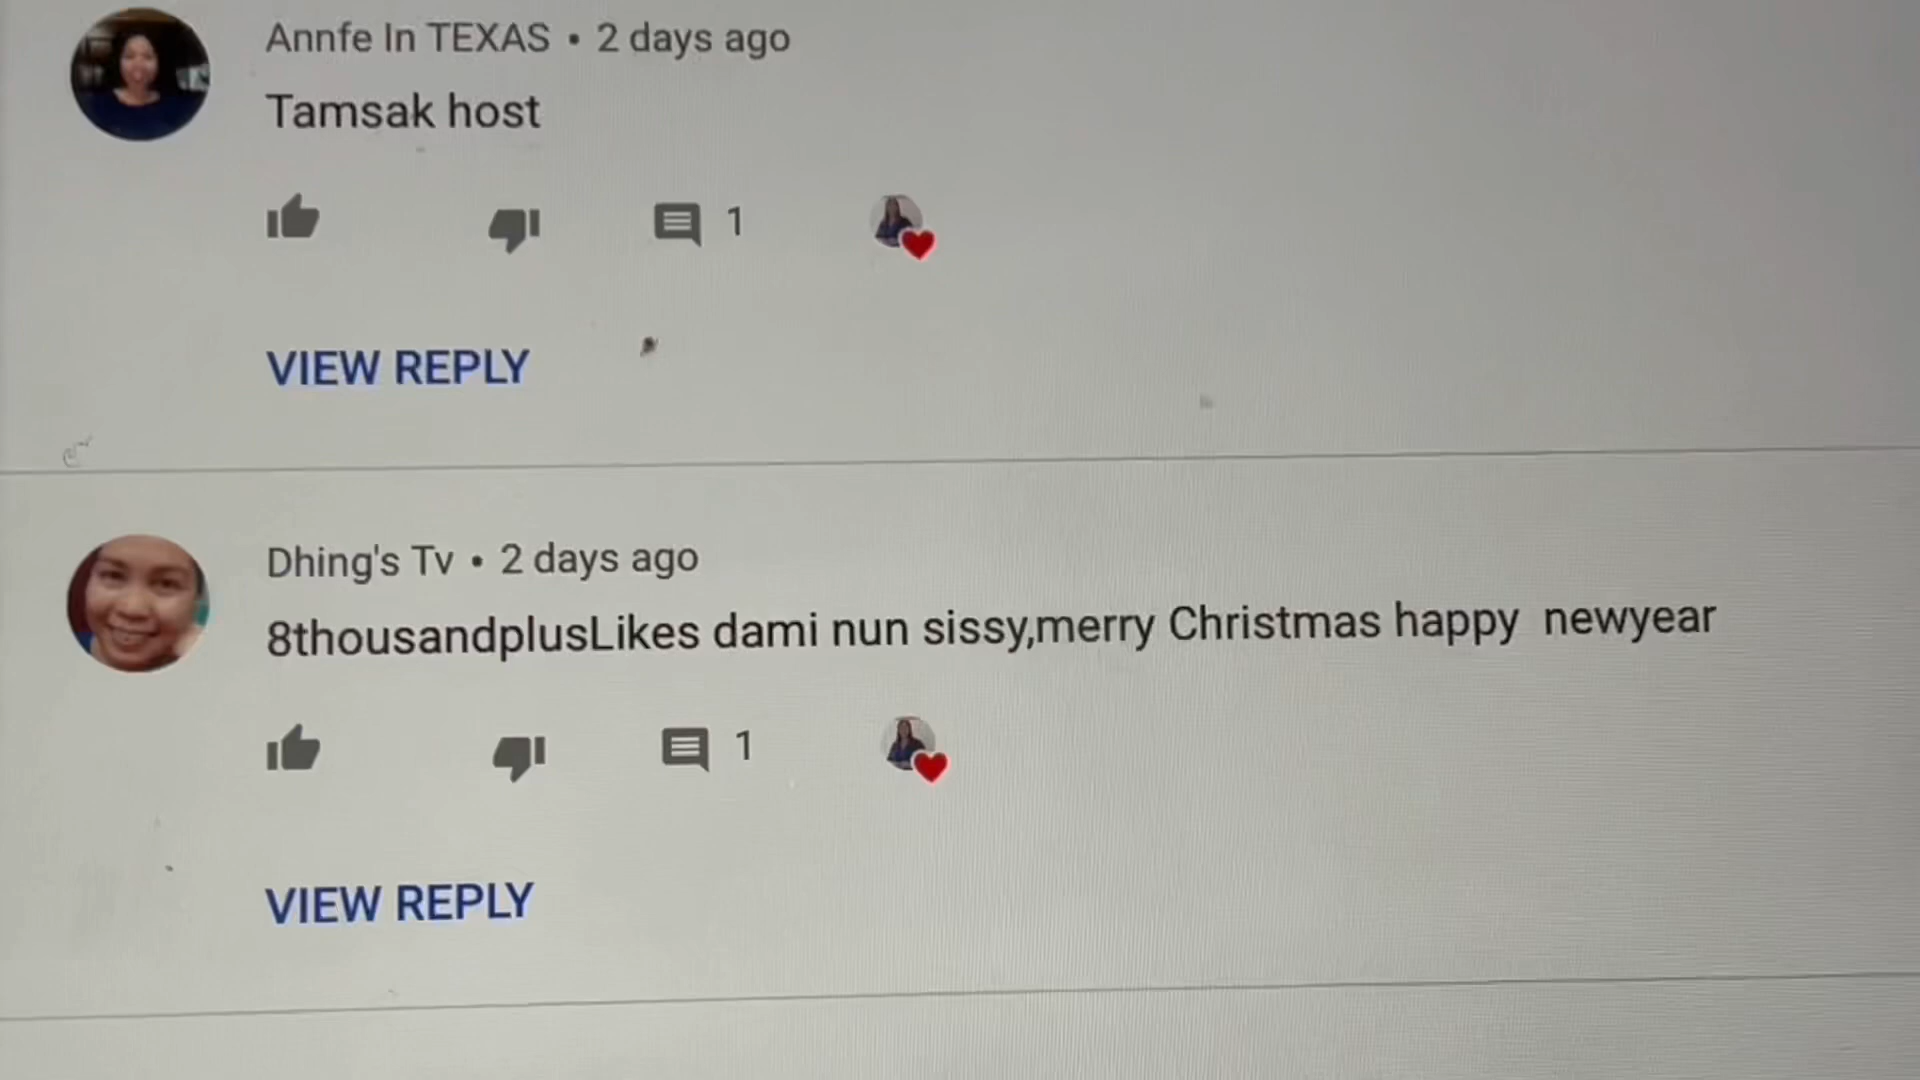 Annfe In TEXAS • 2 days ago
Tamsak host
1
VIEW REPLY
Dhing's Tv • 2 days ago
8thousandplusLikes dami nun sissy,merry Christmas happy newyear
1
VIEW REPLY